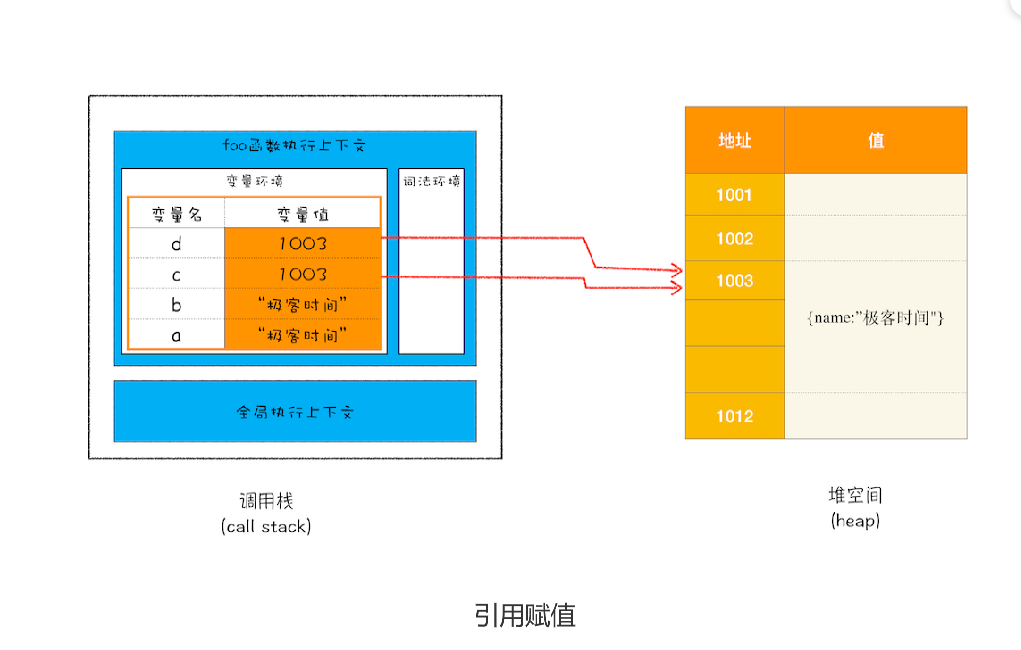 foo函数执行上下文
变量环境
词法环境
变量名 变量值
d 1003
c 1003
b “极客时间”
a “极客时间”
全局执行上下文
调用栈
(call stack)
地址 值
1001
1002
1003
{name:”极客时间"}
1012
堆空间
(heap)
引用赋值